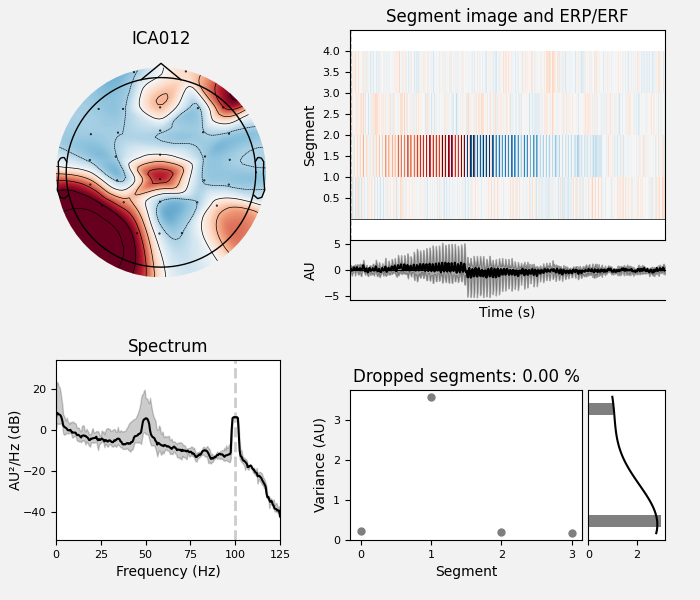 ICA012
Segment image and ERP/ERF
Segment
4.0
3.5
3.0
2.5
2.0
1.5
1.0
0.5
AU
5
0
−5
Time (s)
Spectrum
AU²/Hz (dB)
20
0
−20
−40
0 25 50 75 100 125
Frequency (Hz)
Dropped segments: 0.00 %
Variance (AU)
3
2
1
0
0 1 2 3
Segment
0 2